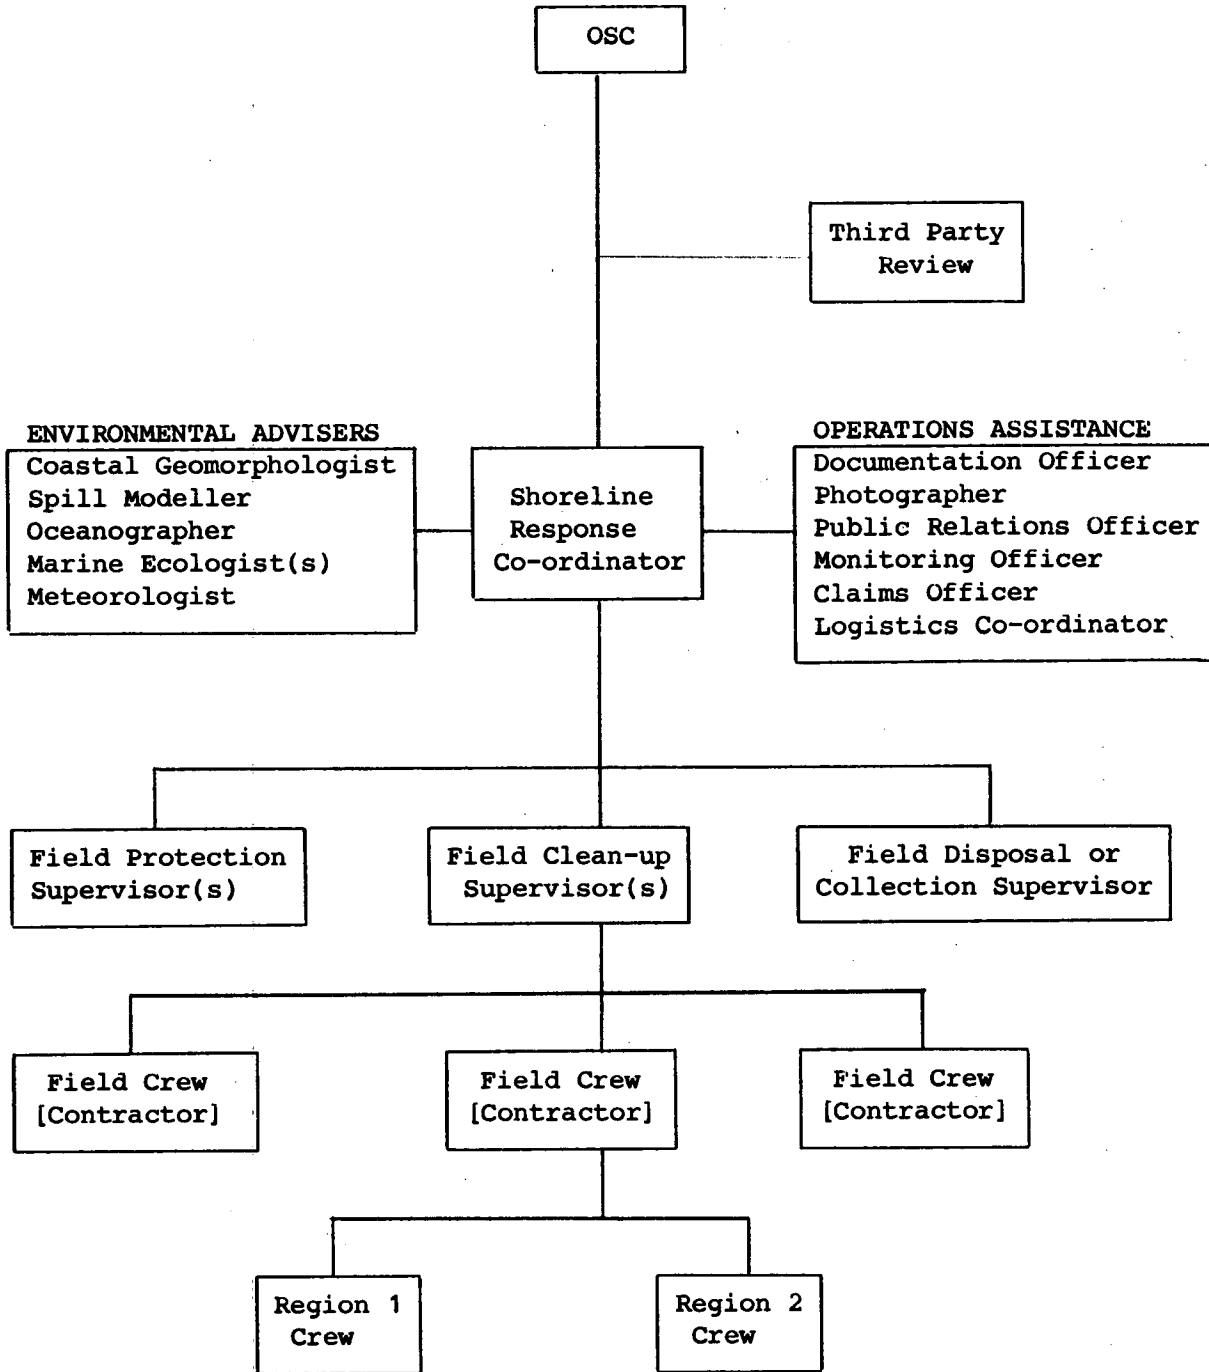 OSC
Third Party
Review
ENVIRONMENTAL ADVISERS
Coastal Geomorphologist
Spill Modeller
Oceanographer
Marine Ecologist(s)
Meteorologist
Shoreline
Response
Co-ordinator
OPERATIONS ASSISTANCE
Documentation Officer
Photographer
Public Relations Officer
Monitoring Officer
Claims Officer
Logistics Co-ordinator
Field Protection
Supervisor(s)
Field Clean-up
Supervisor(s)
Field Disposal or
Collection Supervisor
Field Crew
[Contractor]
Field Crew
[Contractor]
Field Crew
[Contractor]
Region 1
Crew
Region 2
Crew